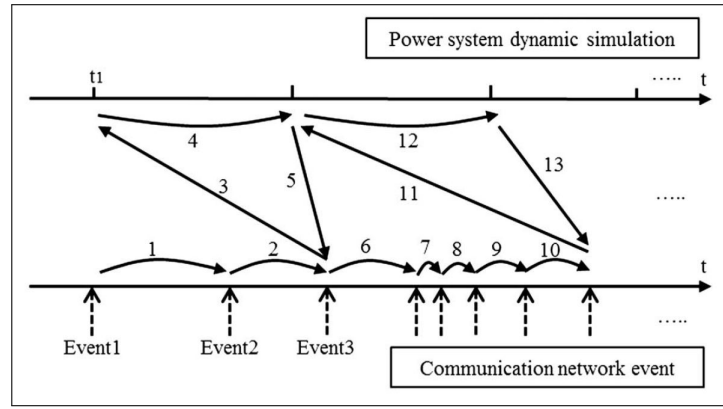 Power system dynamic simulation
t1
.....
t
4
12
3
5
11
13
.....
1
2
6
7
8
9
10
t
.....
Event1
Event2
Event3
Communication network event